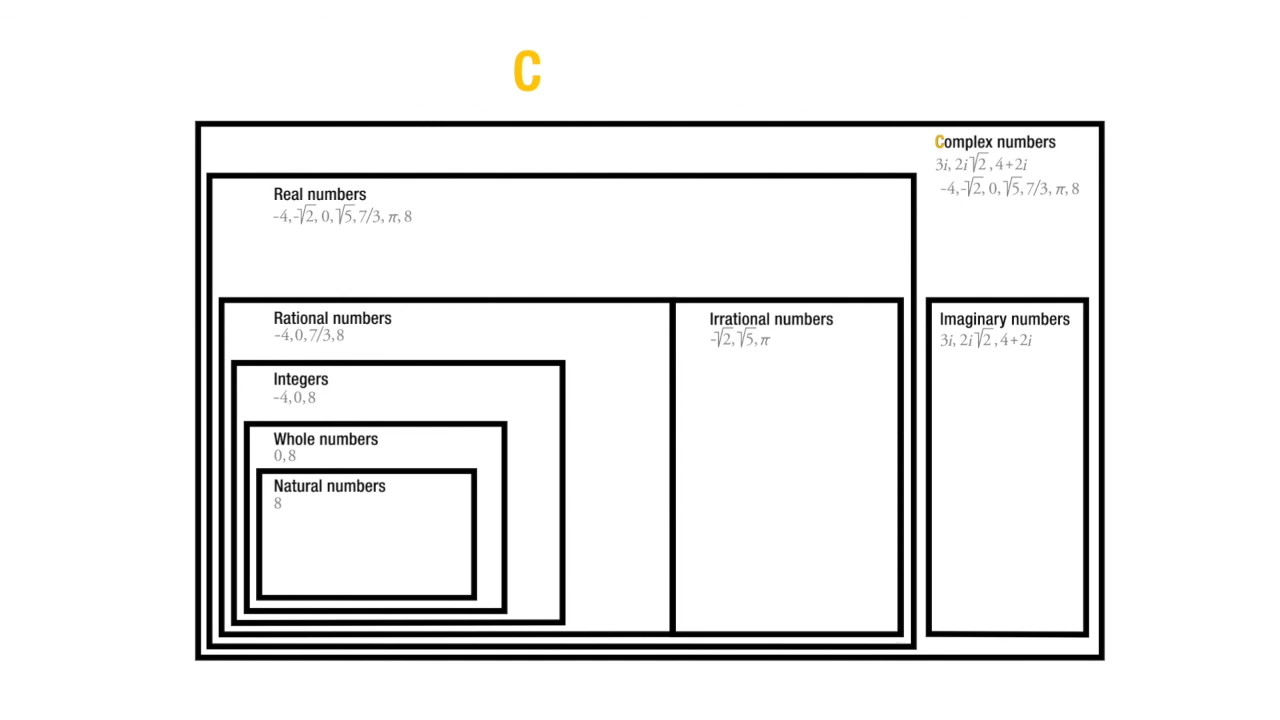 C
Complex numbers
3i, 2i√2, 4+2i
-4, -√2, 0, √5, 7/3, π, 8
Real numbers
-4, -√2, 0, √5, 7/3, π, 8
Rational numbers
-4, 0, 7/3, 8
Irrational numbers
-√2, √5, π
Imaginary numbers
3i, 2i√2, 4+2i
Integers
-4, 0, 8
Whole numbers
0, 8
Natural numbers
8